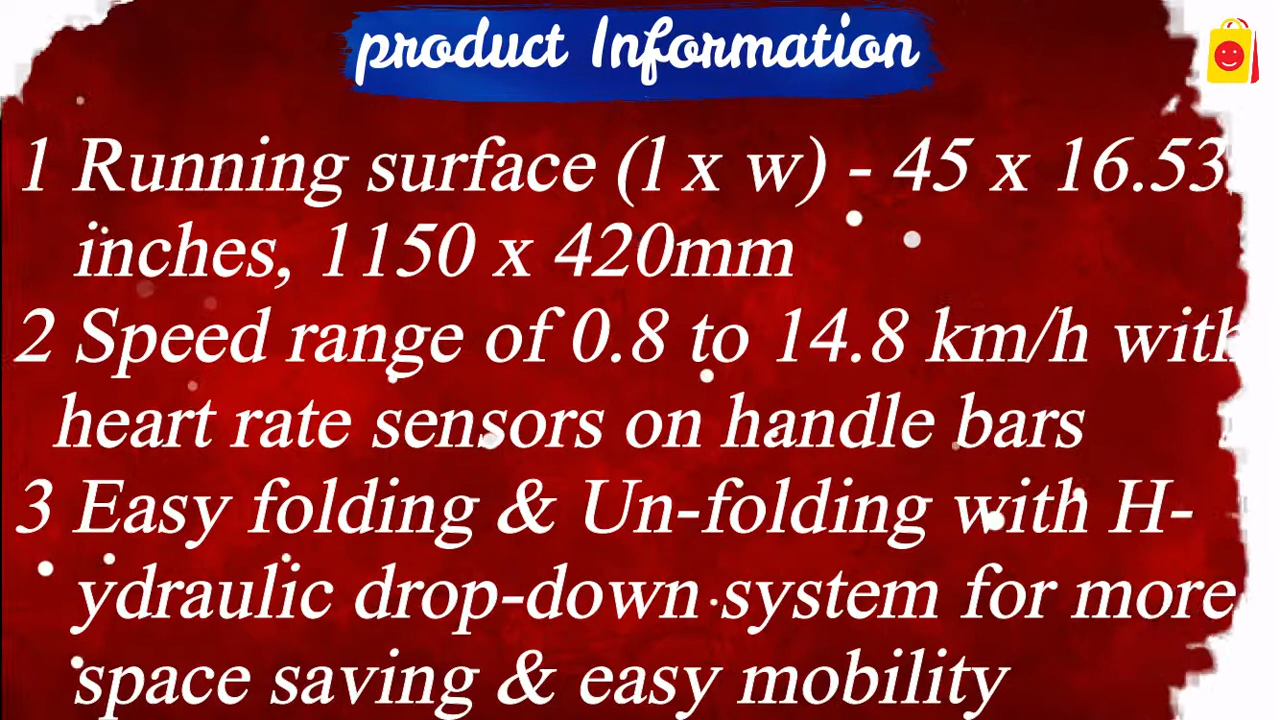 product Information
1 Running surface (l x w) - 45 x 16.53
inches, 1150 x 420mm
2 Speed range of 0.8 to 14.8 km/h with
heart rate sensors on handle bars
3 Easy folding & Un-folding with H-
ydraulic drop-down system for more
space saving & easy mobility